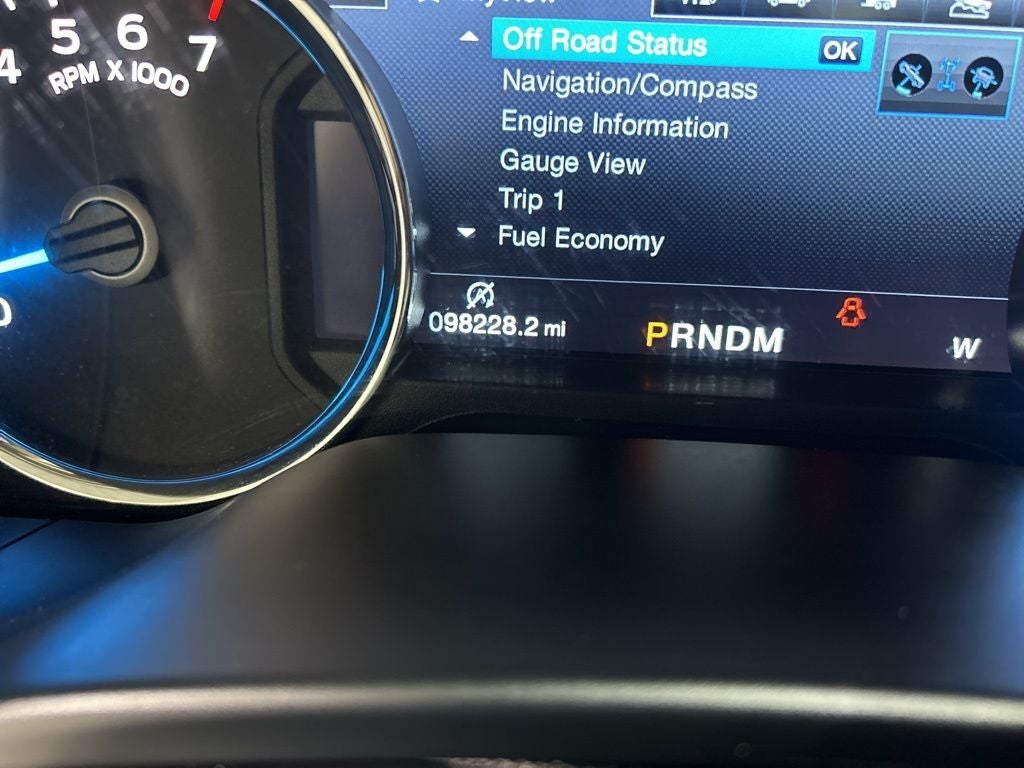 4 5 6 7
RPM X 1000
0
Off Road Status OK
Navigation/Compass
Engine Information
Gauge View
Trip 1
Fuel Economy
A
098228.2 mi
PRNDM
W